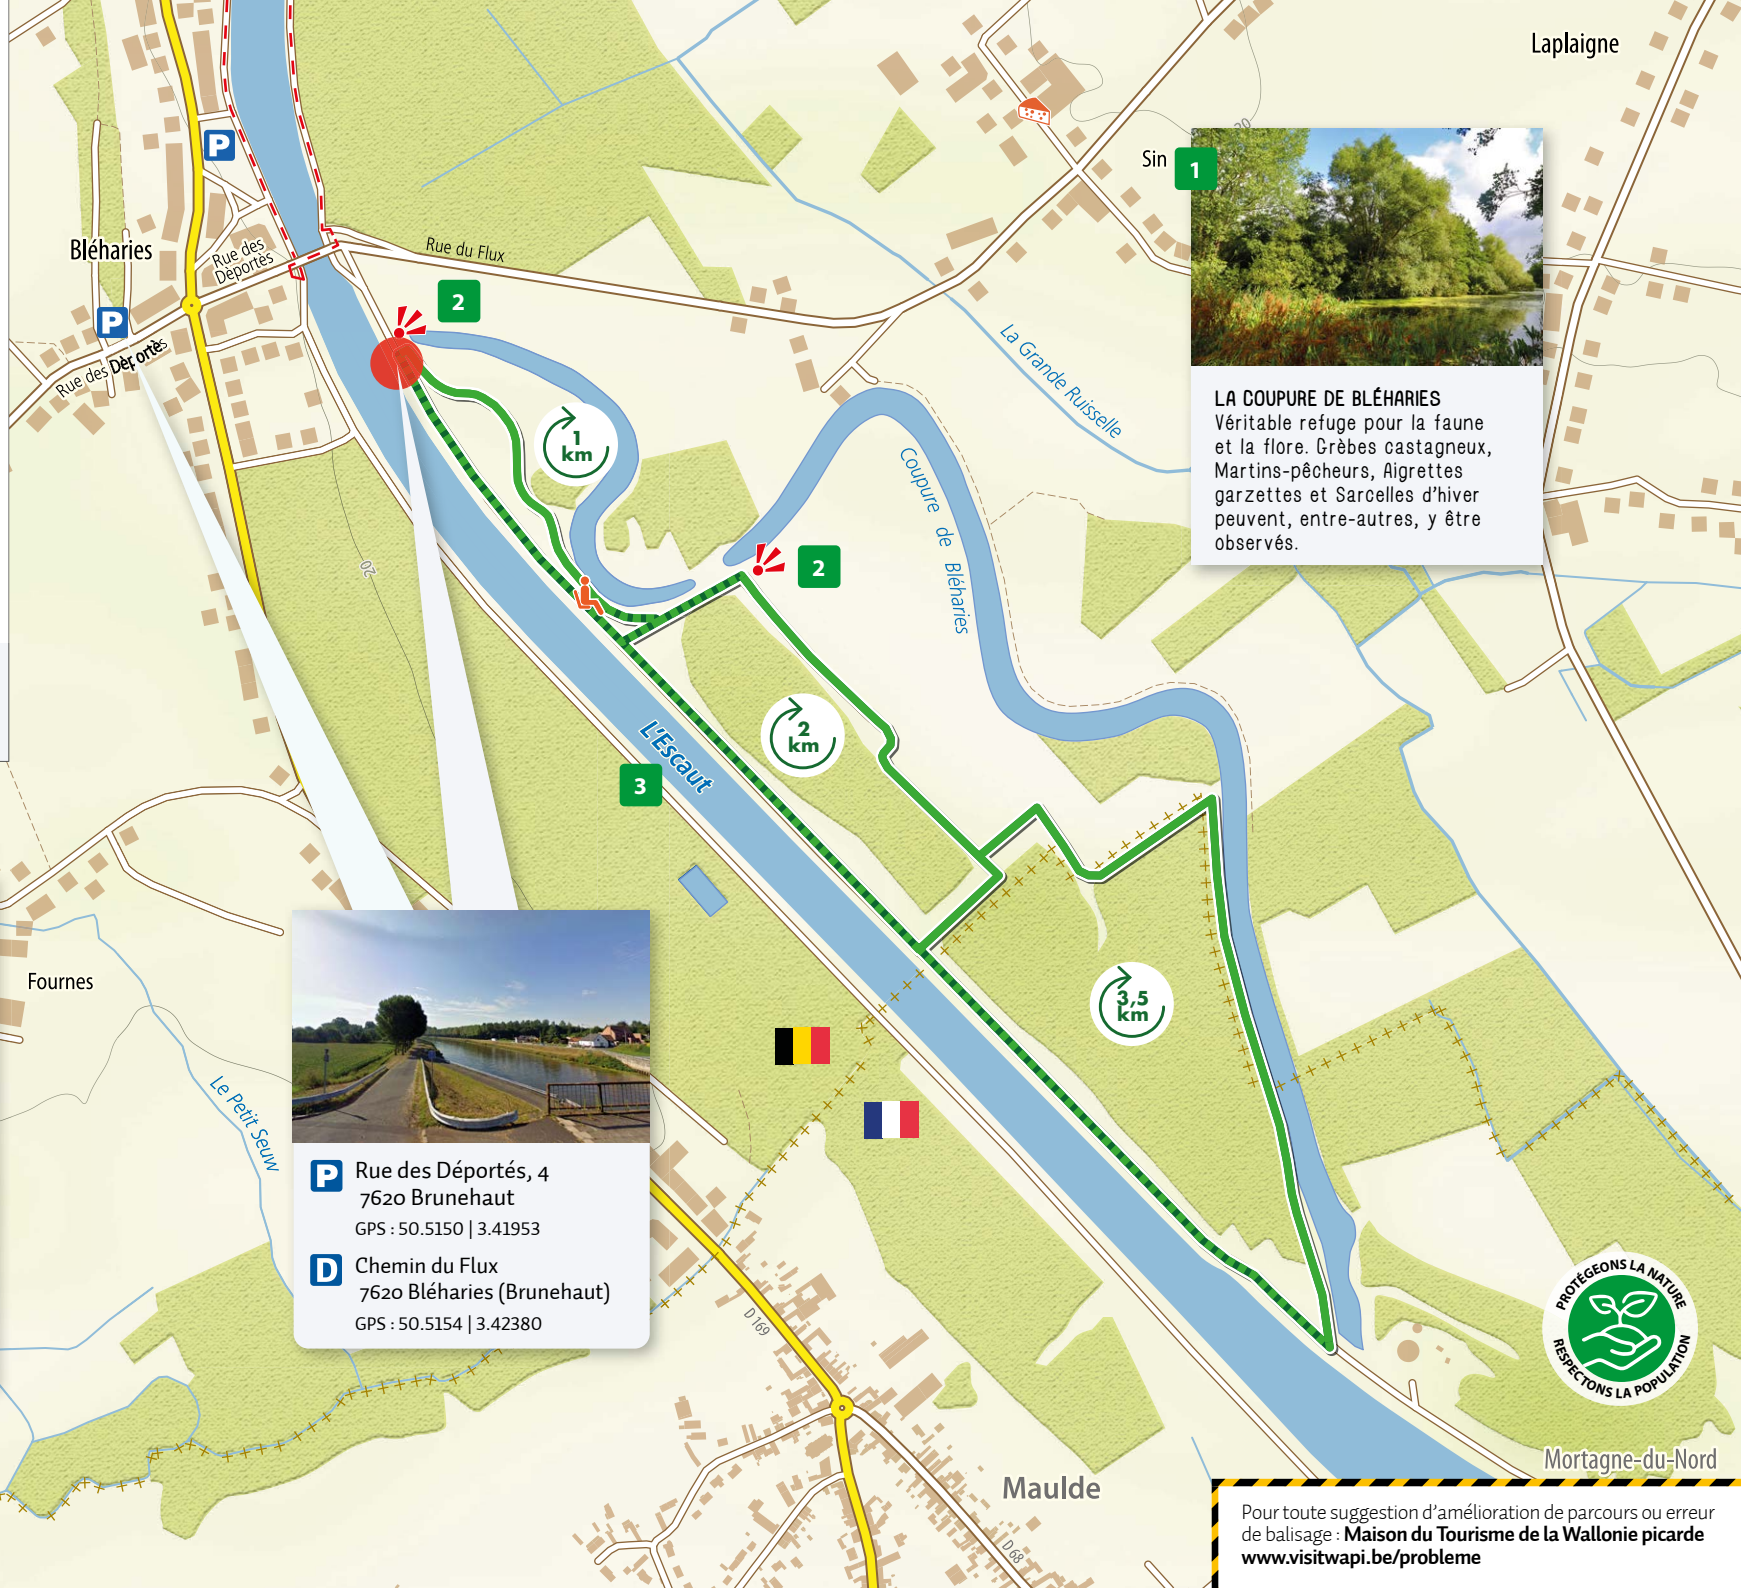 Laplaigne
Sin
20
1
LA COUPURE DE BLÉHARIES
Véritable refuge pour la faune
et la flore. Grèbes castagneux,
Martins-pêcheurs, Aigrettes
garzettes et Sarcelles d'hiver
peuvent, entre-autres, y être
observés.
P
Bléharies
Rue des
Déportés
Rue du Flux
2
P
Rue des Déportés
La Grande Ruisselle
1
km
Coupure de Bléharies
2
20
2
km
L'Escaut
3
3,5
km
Fournes
Le Petit Seuw
P Rue des Déportés, 4
7620 Brunehaut
GPS : 50.5150 | 3.41953
D Chemin du Flux
7620 Bléharies (Brunehaut)
GPS : 50.5154 | 3.42380
D 169
PROTÉGEONS LA NATURE
RESPECTONS LA POPULATION
Mortagne-du-Nord
Maulde
D 68
Pour toute suggestion d'amélioration de parcours ou erreur
de balisage : Maison du Tourisme de la Wallonie picarde
www.visitwapi.be/probleme